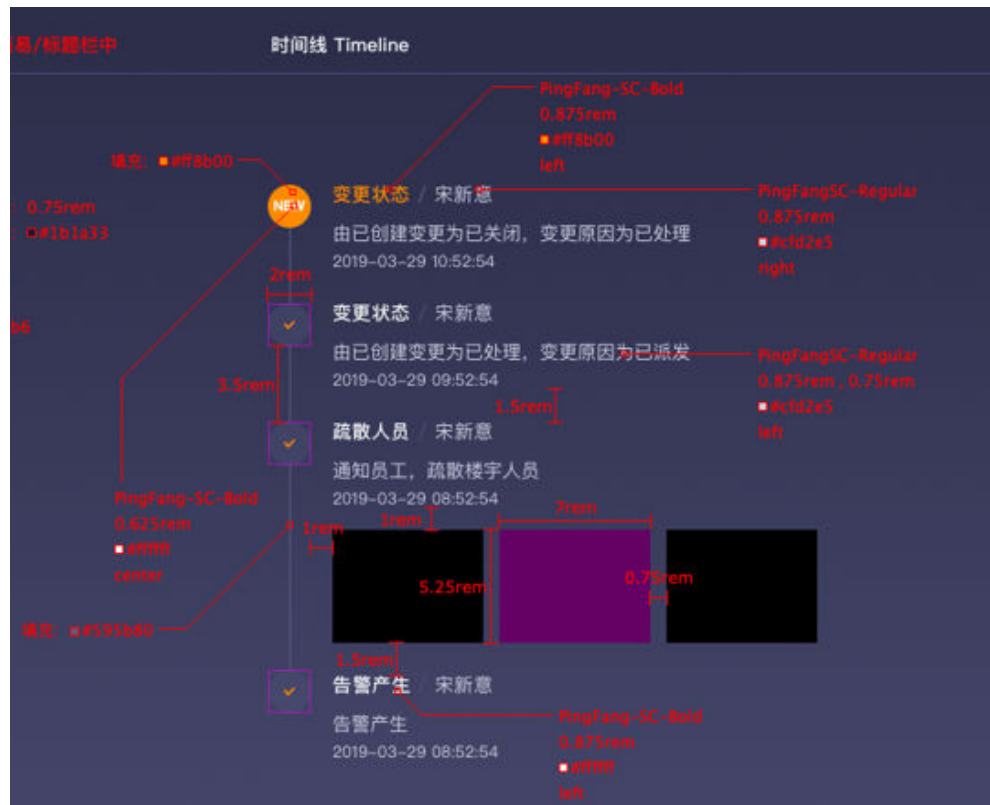 易/标题栏中
时间线 Timeline
PingFang-SC-Bold
0.875rem
#ff8b00
left
填充: #ff8b00
NEW
变更状态 / 宋新意
PingFangSC-Regular
0.875rem
#cfd2e5
right
0.75rem
#1b1a33
由已创建变更为已关闭，变更原因为已处理
2019-03-29 10:52:54
2rem
变更状态 / 宋新意
b6
由已创建变更为已处理，变更原因为已派发
2019-03-29 09:52:54
PingFangSC-Regular
0.875rem , 0.75rem
#cfd2e5
left
3.5rem
1.5rem
疏散人员 / 宋新意
通知员工，疏散楼宇人员
2019-03-29 08:52:54
PingFang-SC-Bold
0.625rem
#ffffff
center
1rem
1rem
7rem
5.25rem
0.75rem
填充: #595b80
1.5rem
告警产生 / 宋新意
告警产生
2019-03-29 08:52:54
PingFang-SC-Bold
0.875rem
#ffffff
left